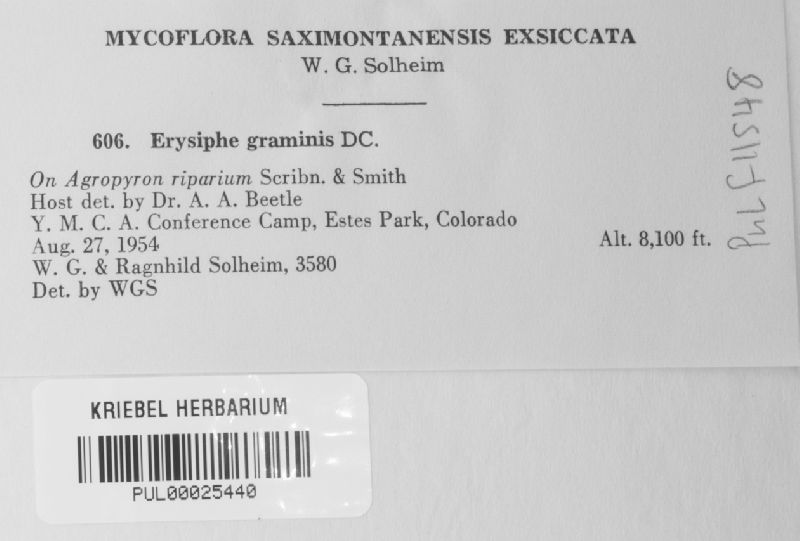 MYCOFLORA SAXIMONTANENSIS EXSICCATA
W. G. Solheim
606. Erysiphe graminis DC.
On Agropyron riparium Scribn. & Smith
Host det. by Dr. A. A. Beetle
Y. M. C. A. Conference Camp, Estes Park, Colorado
Aug. 27, 1954
Alt. 8,100 ft.
W. G. & Ragnhild Solheim, 3580
Det. by WGS
KRIEBEL HERBARIUM
PUL00025440